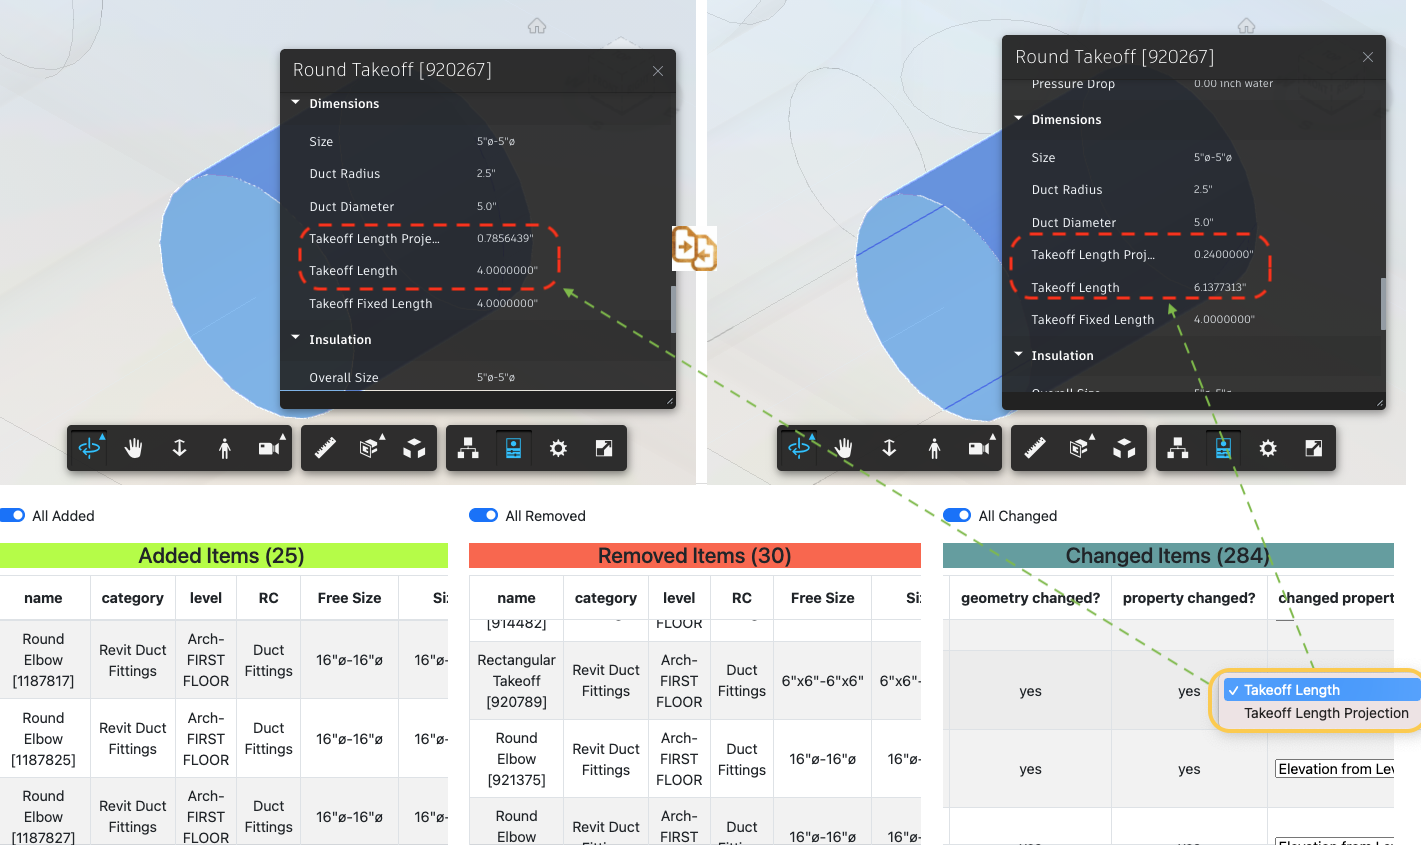 Round Takeoff [920267]
Dimensions
Size 5"ø-5"ø
Duct Radius 2.5"
Duct Diameter 5.0"
Takeoff Length Proje... 0.7856439"
Takeoff Length 4.0000000"
Takeoff Fixed Length 4.0000000"
Insulation
Overall Size 5"ø-5"ø
Round Takeoff [920267]
Pressure Drop 0.00 inch water
Dimensions
Size 5"ø-5"ø
Duct Radius 2.5"
Duct Diameter 5.0"
Takeoff Length Proj... 0.2400000"
Takeoff Length 6.1377313"
Takeoff Fixed Length 4.0000000"
Insulation
Overall Size 5"ø-5"ø
All Added
Added Items (25)
name category level RC Free Size Si
Round
Elbow
[1187817]
Revit Duct
Fittings
Arch-
FIRST
FLOOR
Duct
Fittings
16"ø-16"ø
16"ø-
Round
Elbow
[1187825]
Revit Duct
Fittings
Arch-
FIRST
FLOOR
Duct
Fittings
16"ø-16"ø
16"ø-
Round
Elbow
[1187827]
Revit Duct
Fittings
Arch-
FIRST
FLOOR
Duct
Fittings
16"ø-16"ø
16"ø-
All Removed
Removed Items (30)
name category level RC Free Size Si
[914482]
FLOOR
Rectangular
Takeoff
[920789]
Revit Duct
Fittings
Arch-
FIRST
FLOOR
Duct
Fittings
6"x6"-6"x6"
6"x6"-
Round
Elbow
[921375]
Revit Duct
Fittings
Arch-
FIRST
FLOOR
Duct
Fittings
16"ø-16"ø
16"ø-
Round
Elbow
Revit Duct
Fittings
Arch-
FIRST
FLOOR
Duct
16"ø-16"ø
16"ø-
All Changed
Changed Items (284)
geometry changed? property changed? changed propert
yes
yes
✓ Takeoff Length
Takeoff Length Projection
yes
yes
Elevation from Lev
yes
yes
Elevation from Lev